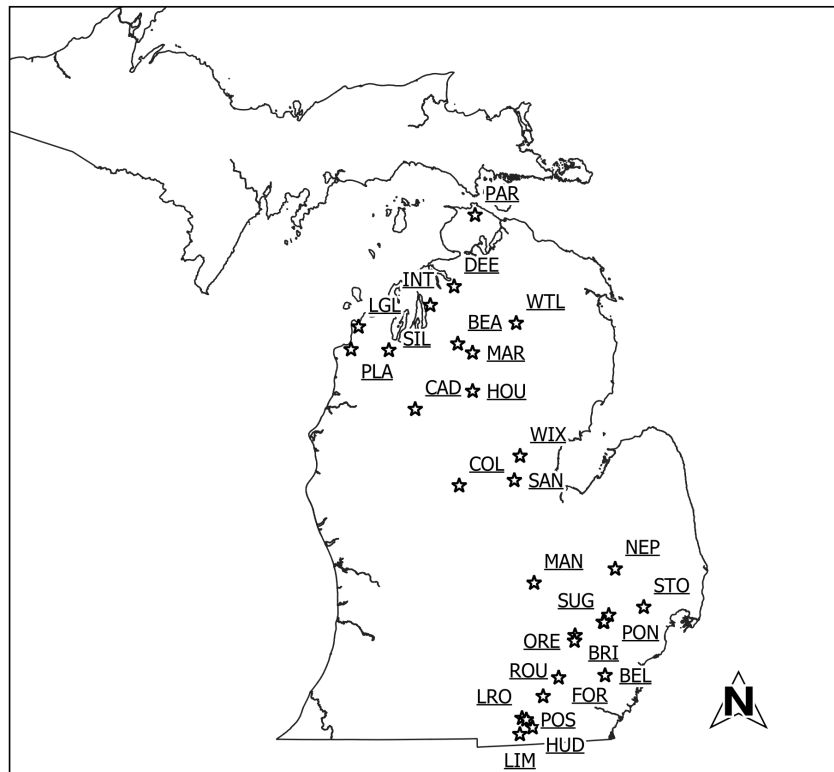 PAR
DEE
INT
LGL
WTL
BEA
SIL
MAR
PLA
CAD
HOU
WIX
COL
SAN
NEP
MAN
STO
SUG
PON
ORE
BRI
ROU
BEL
FOR
LRO
POS
HUD
LIM
N